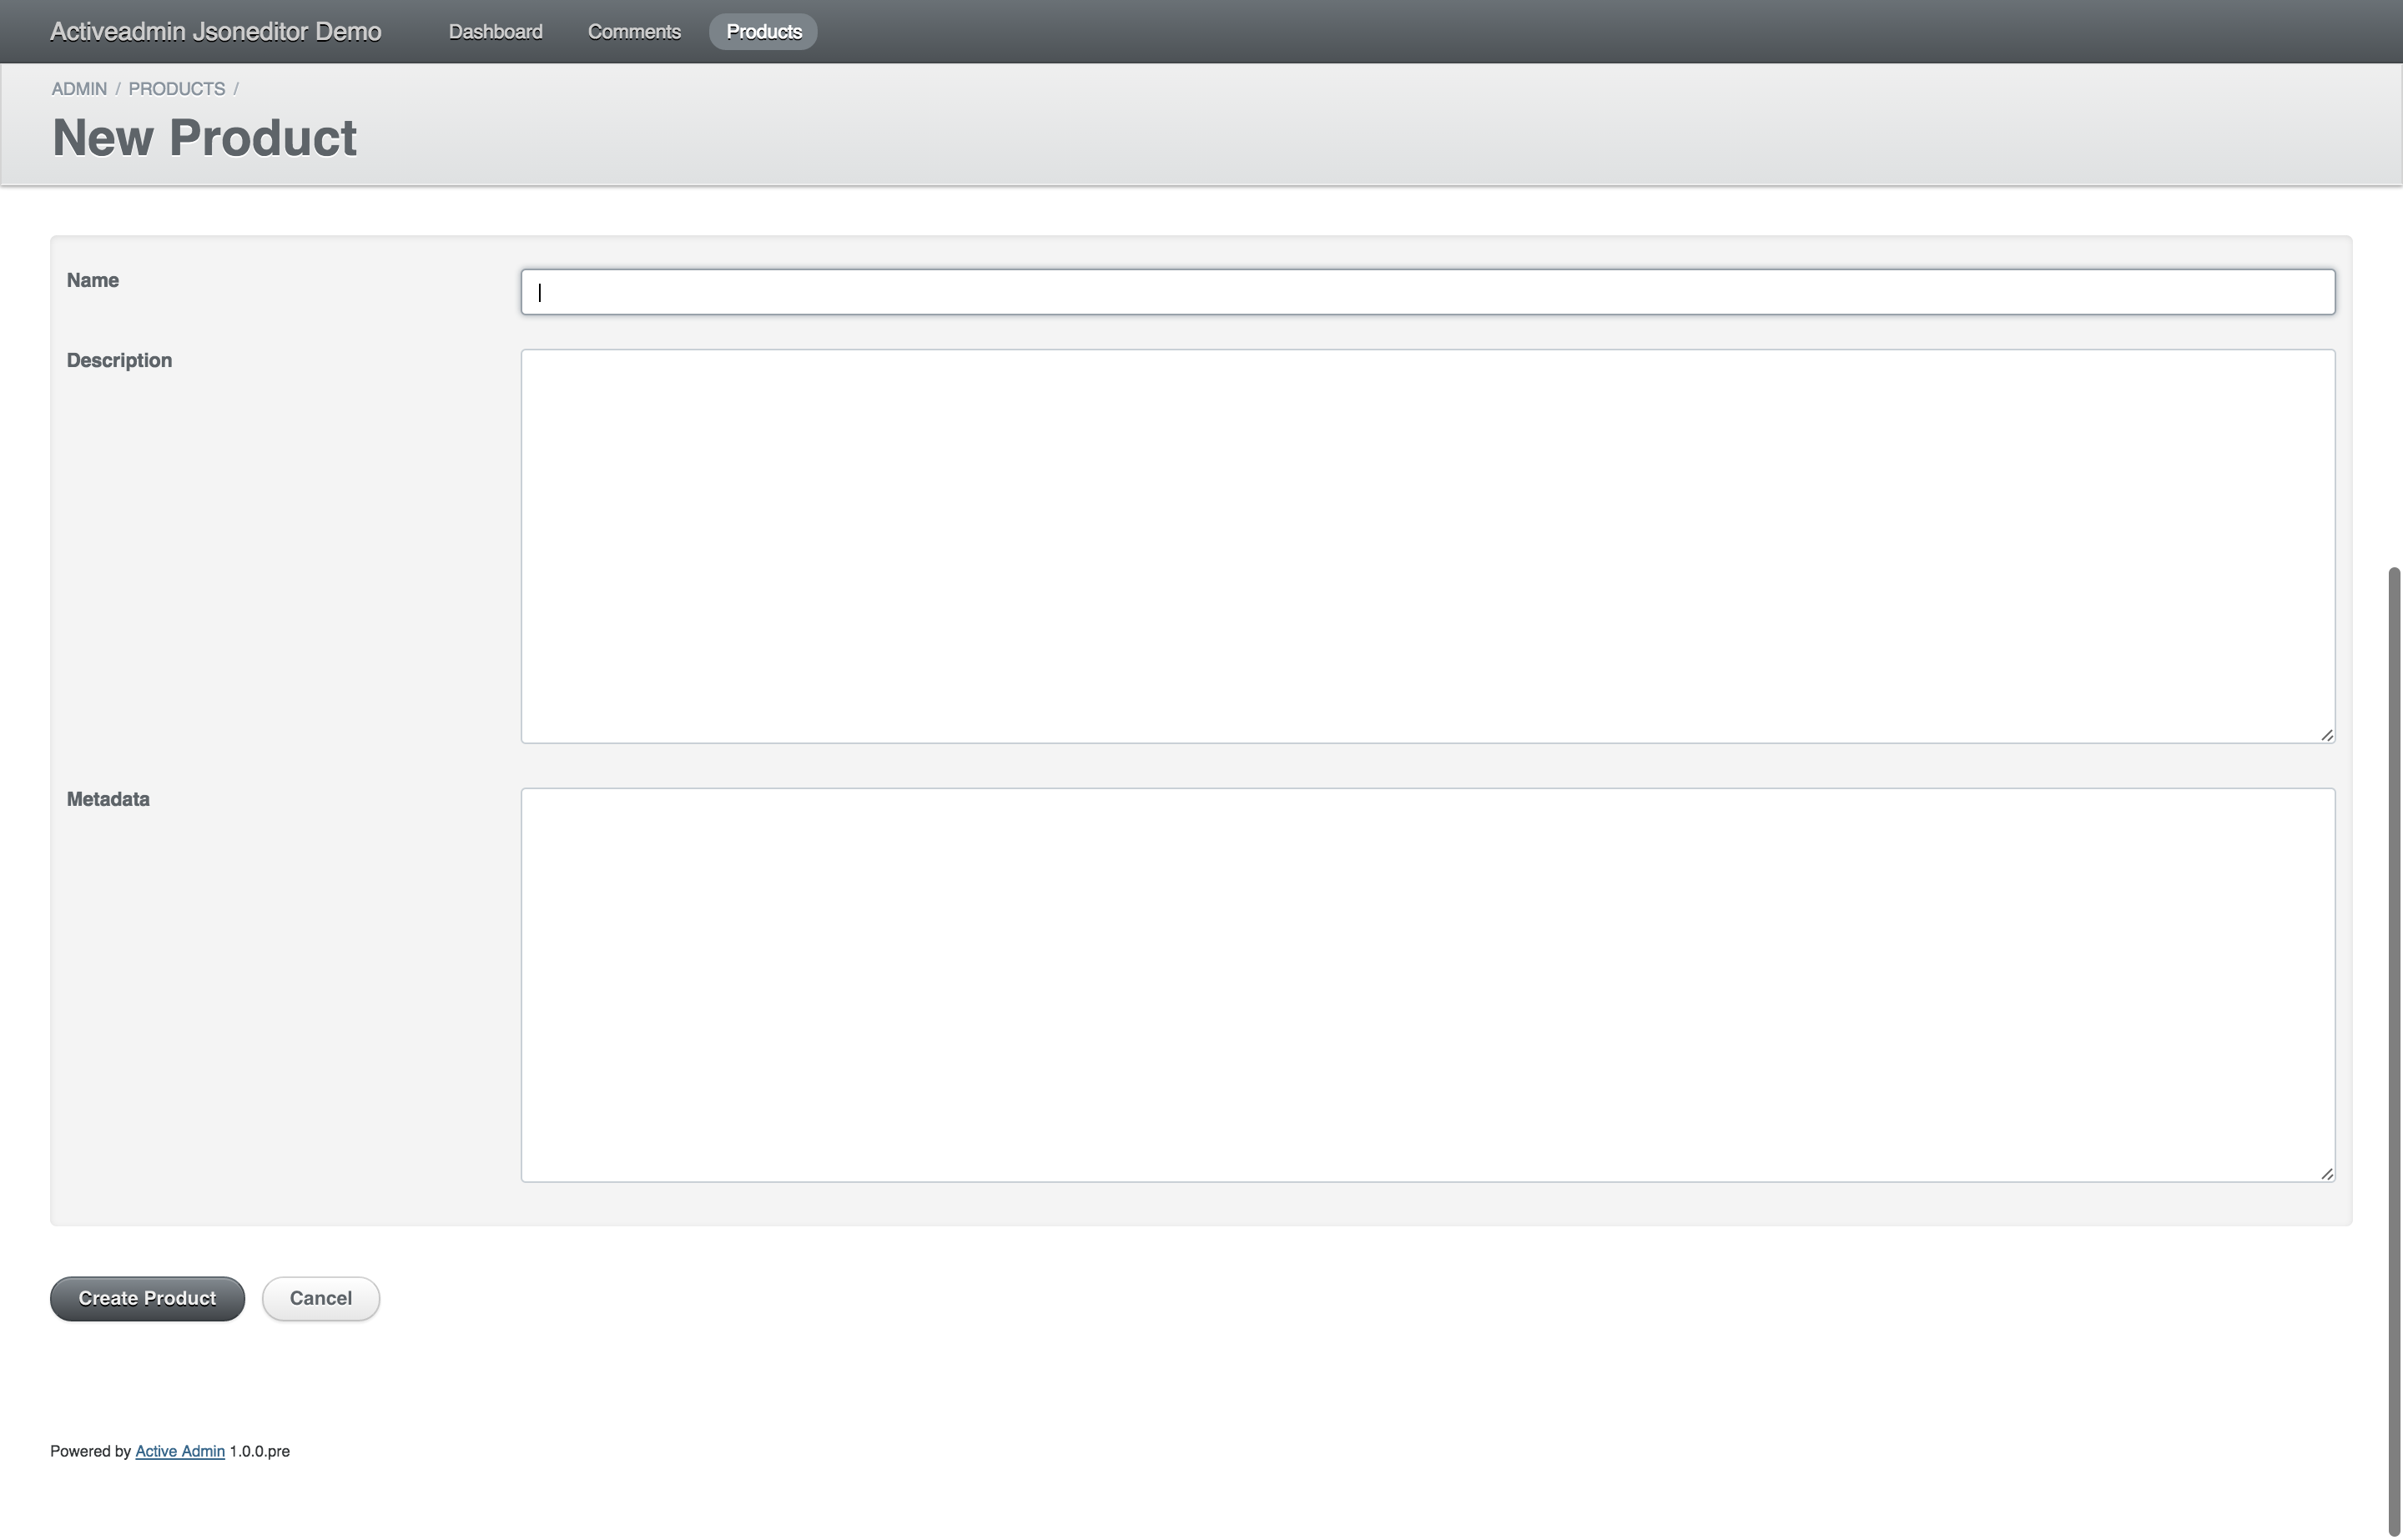 Activeadmin Jsoneditor Demo Dashboard Comments Products
ADMIN / PRODUCTS /
New Product
Name
Description
Metadata
Create Product Cancel
Powered by Active Admin 1.0.0.pre